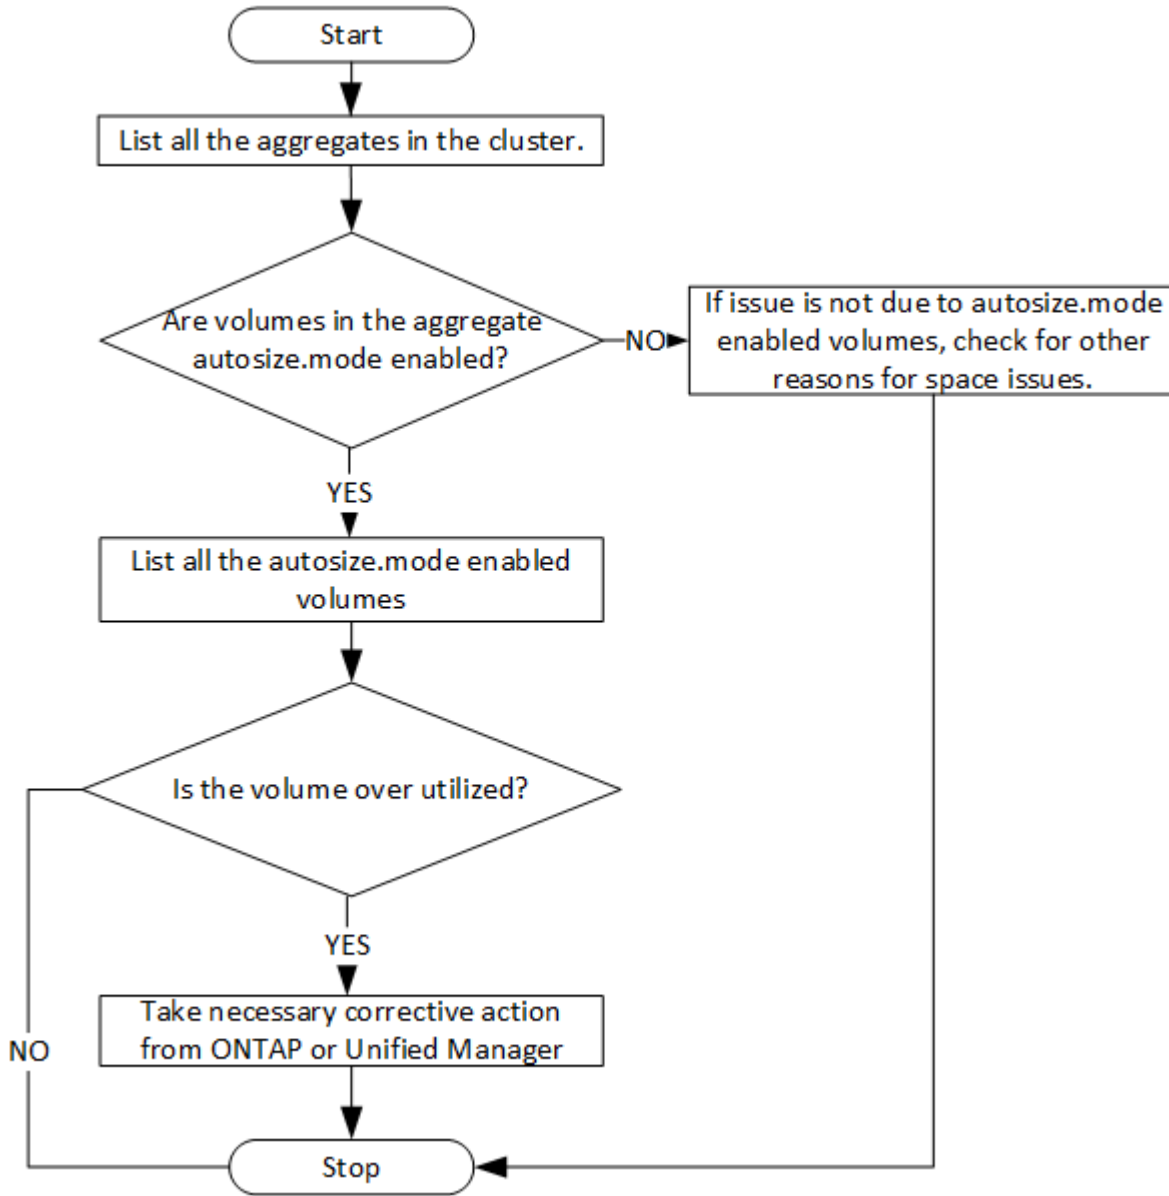 Start
List all the aggregates in the cluster.
Are volumes in the aggregate
autosize.mode enabled?
NO
If issue is not due to autosize.mode
enabled volumes, check for other
reasons for space issues.
YES
List all the autosize.mode enabled
volumes
Is the volume over utilized?
YES
Take necessary corrective action
from ONTAP or Unified Manager
NO
Stop